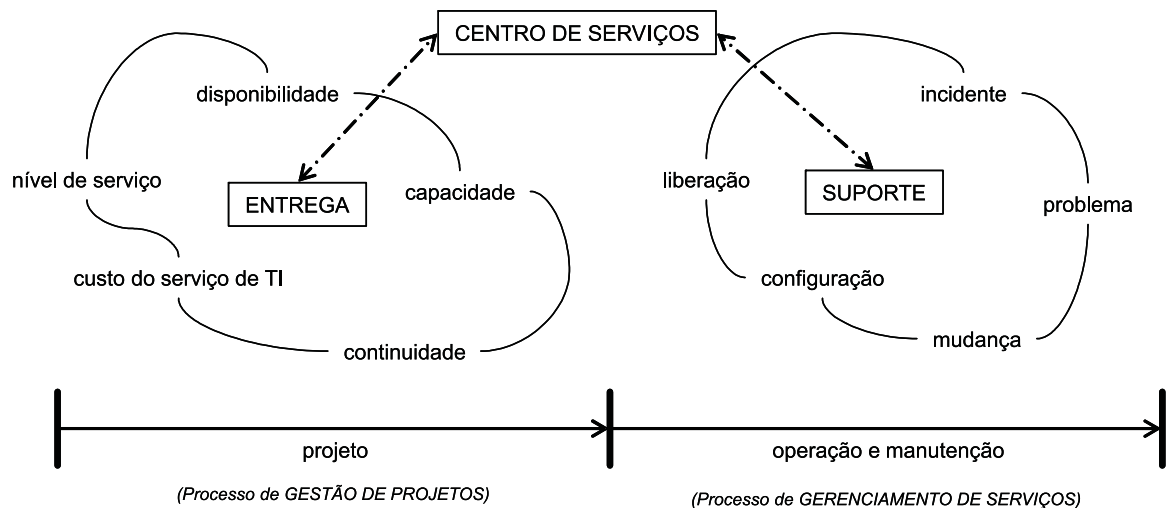 CENTRO DE SERVIÇOS
disponibilidade
nível de serviço
ENTREGA
capacidade
custo do serviço de TI
continuidade
incidente
liberação
SUPORTE
problema
configuração
mudança
projeto
(Processo de GESTÃO DE PROJETOS)
operação e manutenção
(Processo de GERENCIAMENTO DE SERVIÇOS)